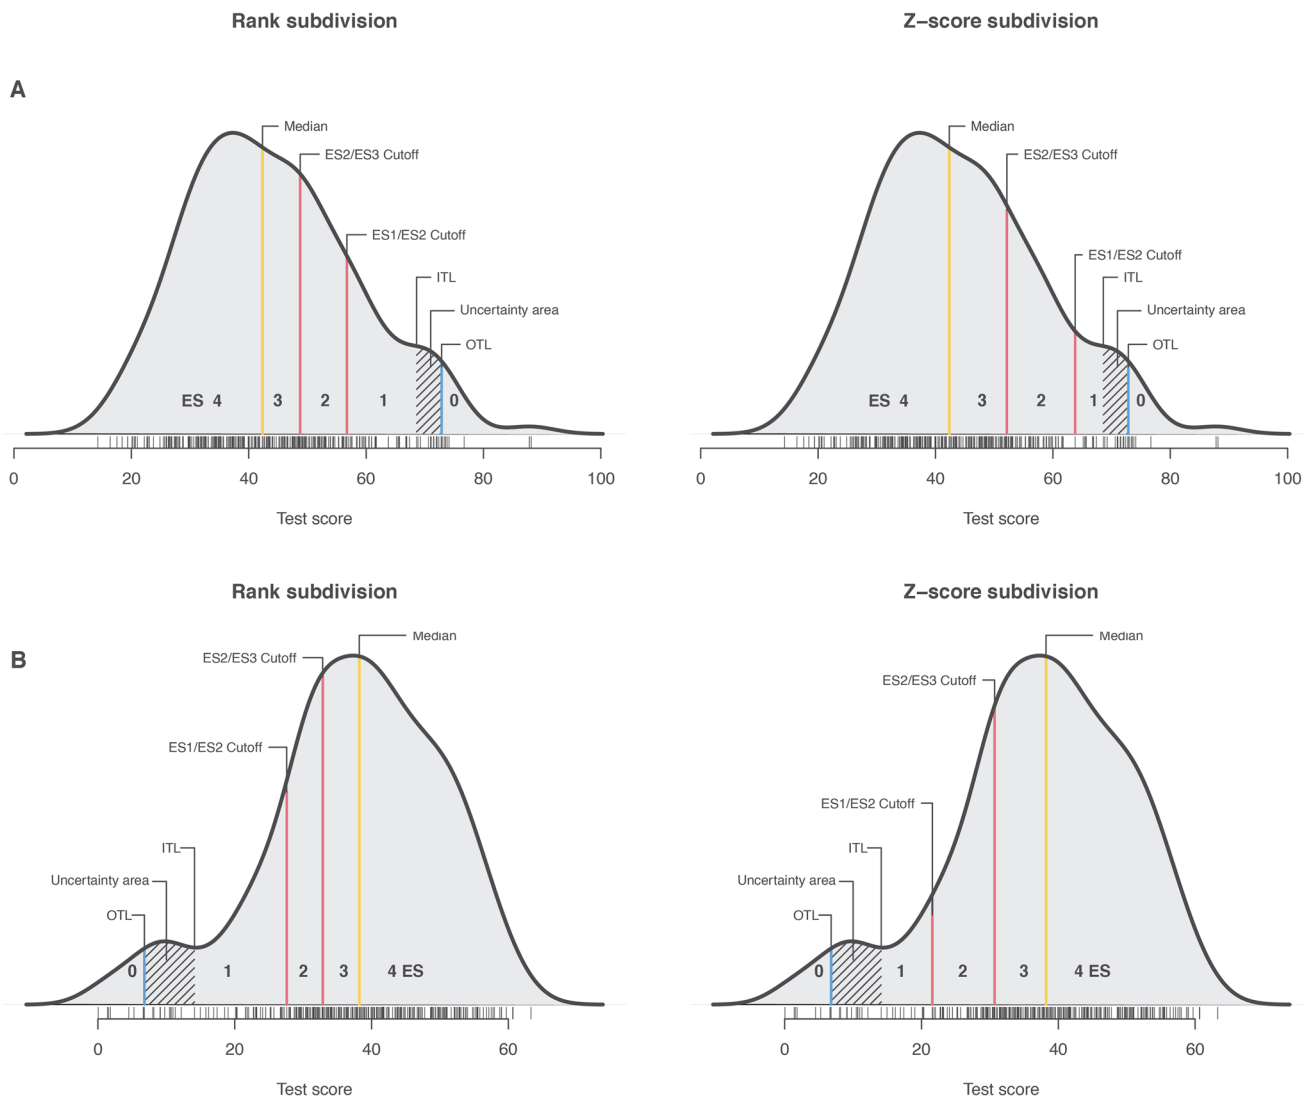 Rank subdivision
Z–score subdivision
A
Median
ES2/ES3 Cutoff
ES1/ES2 Cutoff
ITL
Uncertainty area
OTL
ES 4 3 2 1 0
0 20 40 60 80 100
Test score
Median
ES2/ES3 Cutoff
ES1/ES2 Cutoff
ITL
Uncertainty area
OTL
ES 4 3 2 1 0
0 20 40 60 80 100
Test score
Rank subdivision
Z–score subdivision
B
Median
ES2/ES3 Cutoff
ES1/ES2 Cutoff
ITL
Uncertainty area
OTL
0 1 2 3 4 ES
0 20 40 60
Test score
Median
ES2/ES3 Cutoff
ES1/ES2 Cutoff
ITL
Uncertainty area
OTL
0 1 2 3 4 ES
0 20 40 60
Test score